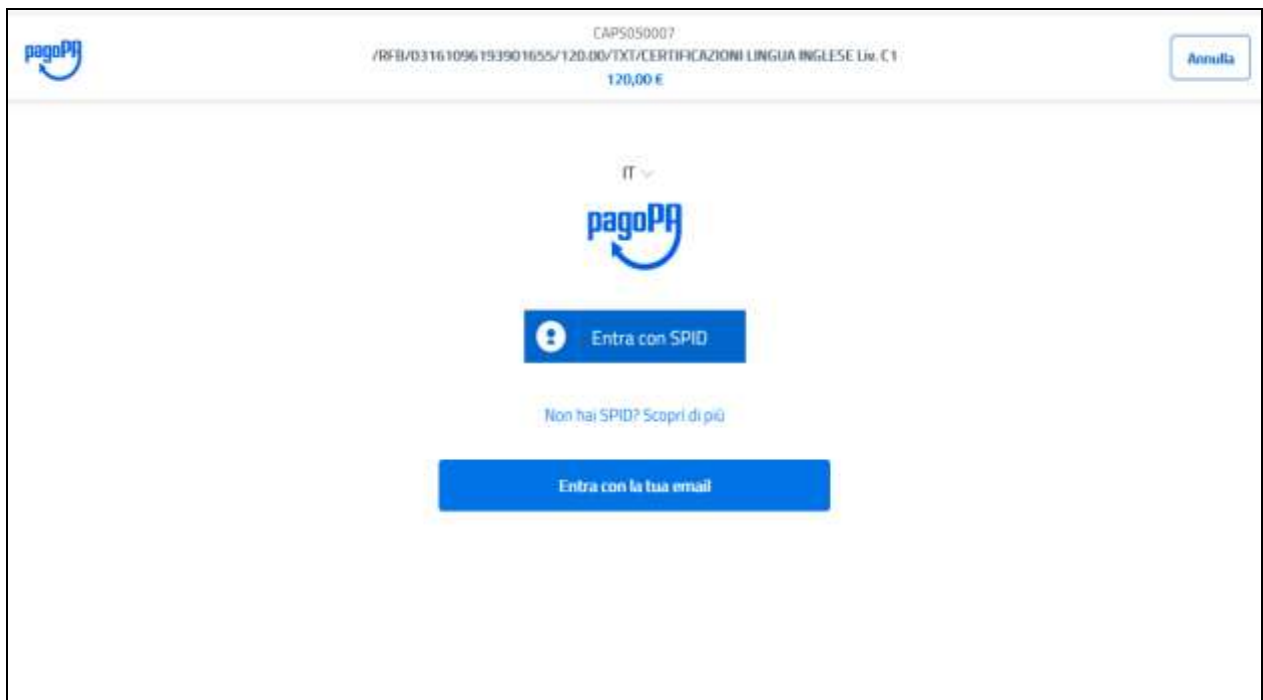 pagoPA
CAPS050007
/RFB/03161096193901655/120.00/TXT/CERTIFICAZIONI LINGUA INGLESE Liv. C1
120,00 €
Annulla
IT
pagoPA
Entra con SPID
Non hai SPID? Scopri di più
Entra con la tua email